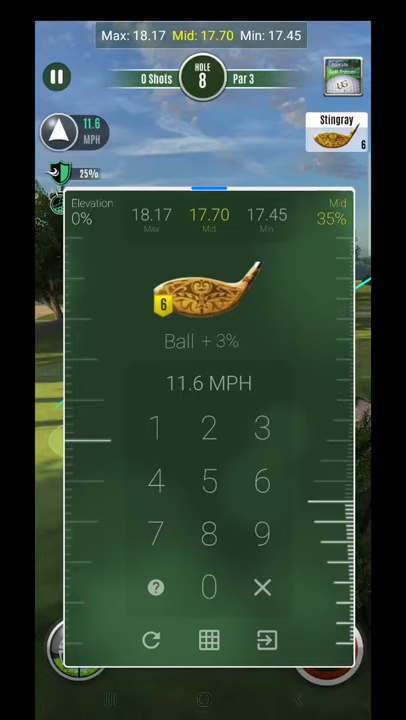 Max: 18.17 Mid: 17.70 Min: 17.45
HOLE
0 Shots 8 Par 3
11.6
MPH
Stingray
6
25%
Elevation
0%
18.17 17.70 17.45
Max Mid Min
Mid
35%
6
Ball + 3%
11.6 MPH
1 2 3
4 5 6
7 8 9
? 0 ×